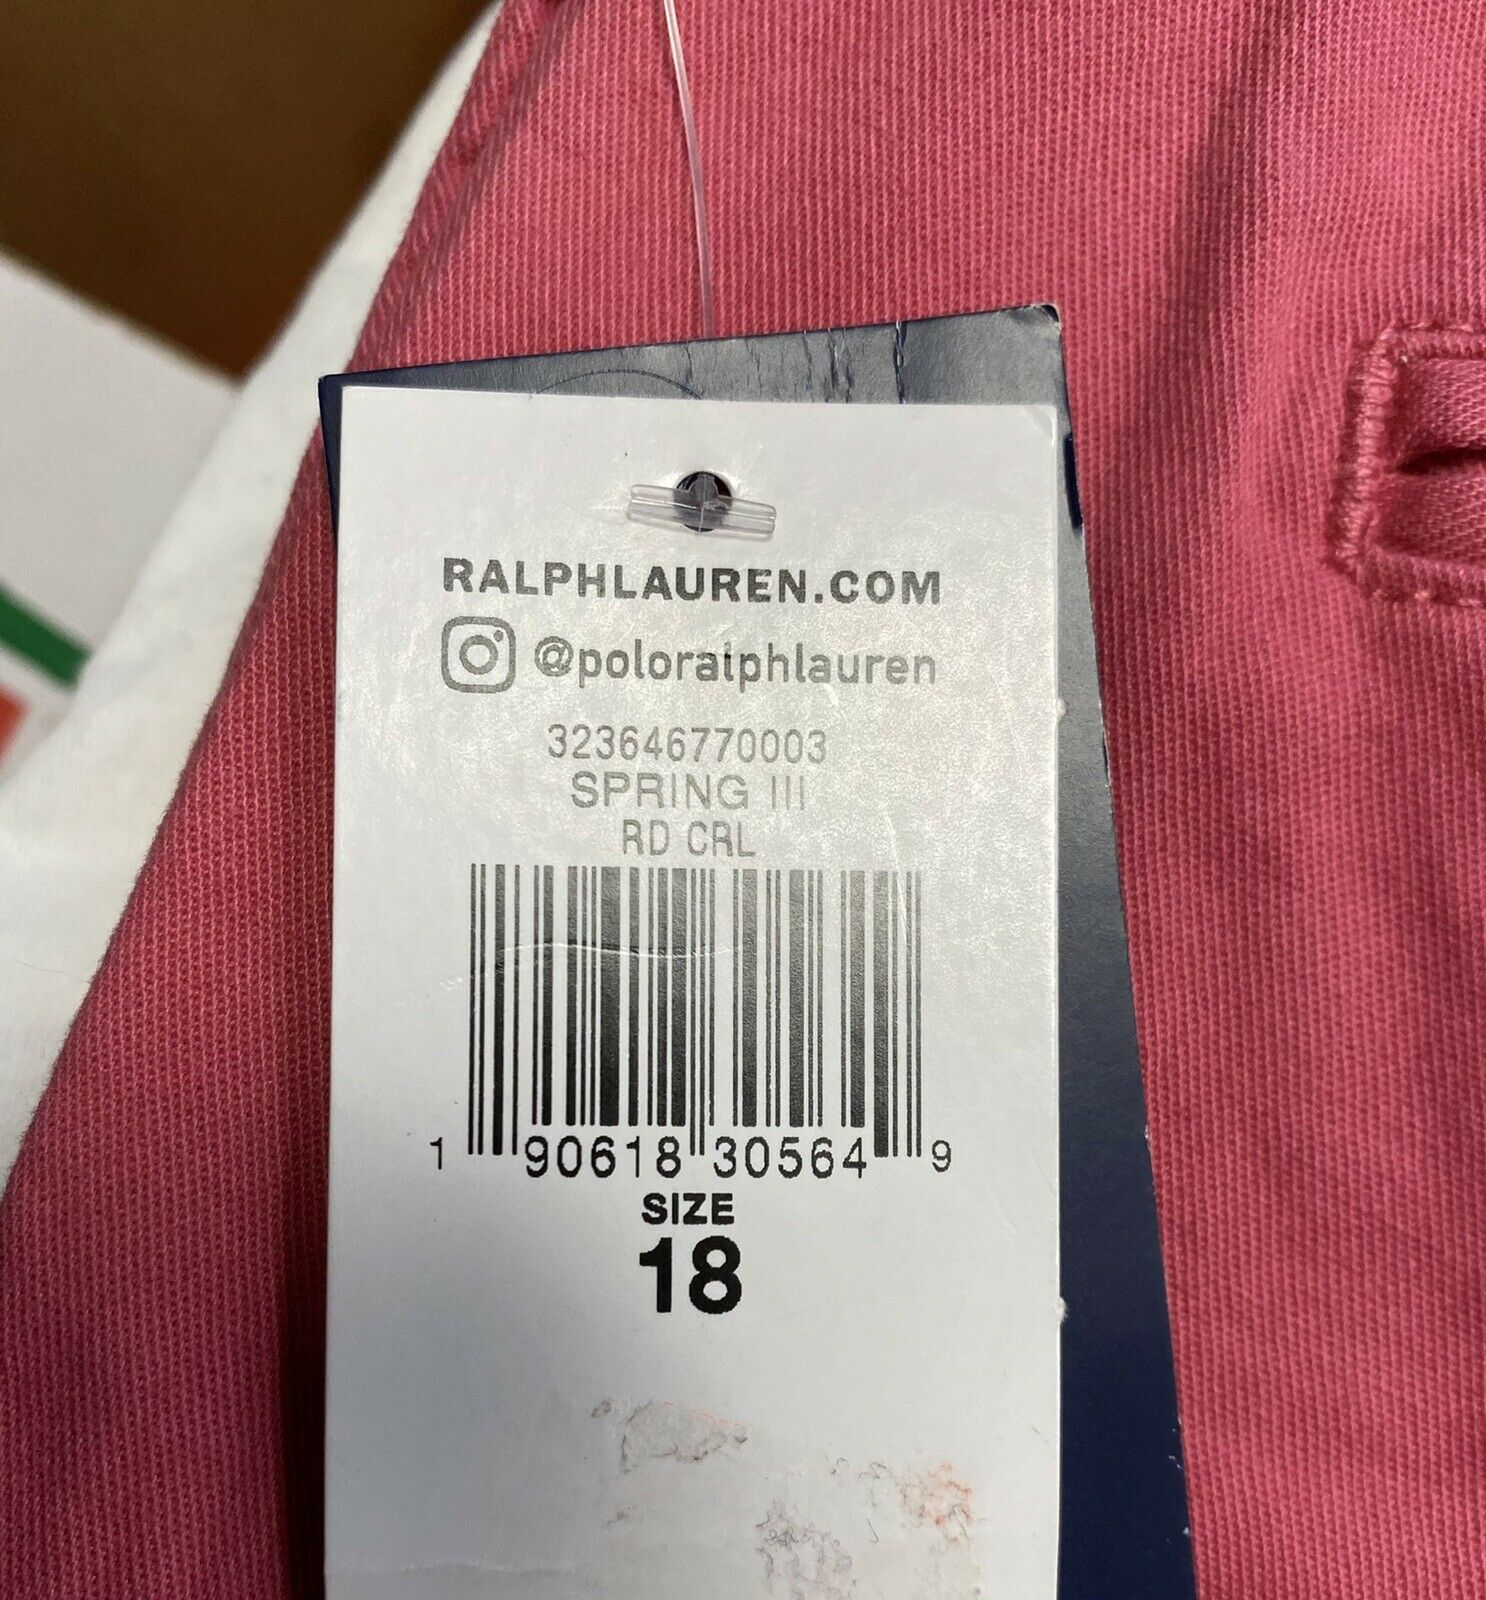 RALPHLAUREN.COM
@poloralphlauren
323646770003
SPRING III
RD CRL
1 90618 30564 9
SIZE
18